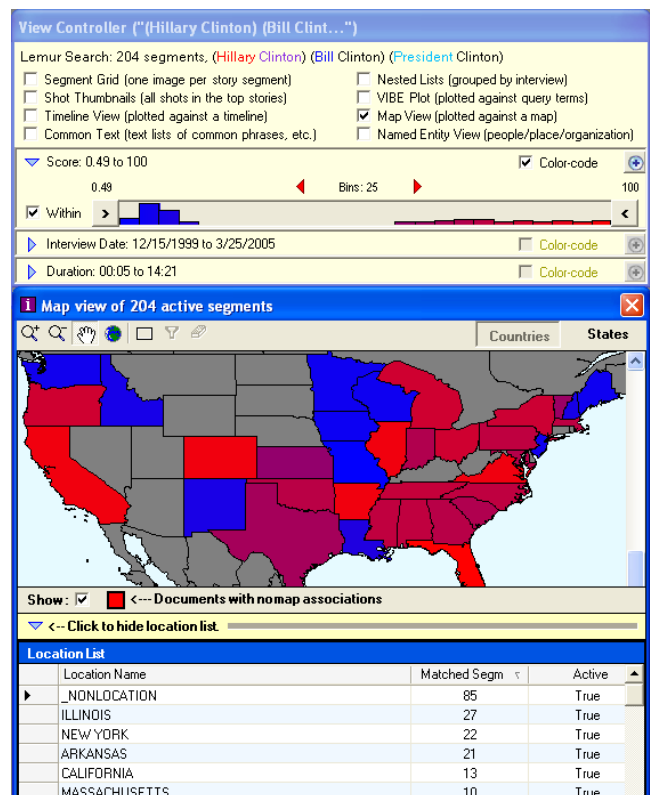 View Controller ("(Hillary Clinton) (Bill Clint...")
Lemur Search: 204 segments, (Hillary Clinton) (Bill Clinton) (President Clinton)
Segment Grid (one image per story segment)
Nested Lists (grouped by interview)
Shot Thumbnails (all shots in the top stories)
VIBE Plot (plotted against query terms)
Timeline View (plotted against a timeline)
Map View (plotted against a map)
Common Text (text lists of common phrases, etc.)
Named Entity View (people/place/organization)
Score: 0.49 to 100
Color-code
0.49
Bins: 25
100
Within
Interview Date: 12/15/1999 to 3/25/2005
Color-code
Duration: 00:05 to 14:21
Color-code
Map view of 204 active segments
Countries
States
Show: <--- Documents with no map associations
<-- Click to hide location list.
Location List
Location Name Matched Segm Active
_NONLOCATION 85 True
ILLINOIS 27 True
NEW YORK 22 True
ARKANSAS 21 True
CALIFORNIA 13 True
MASSACHUSETTS 10 True